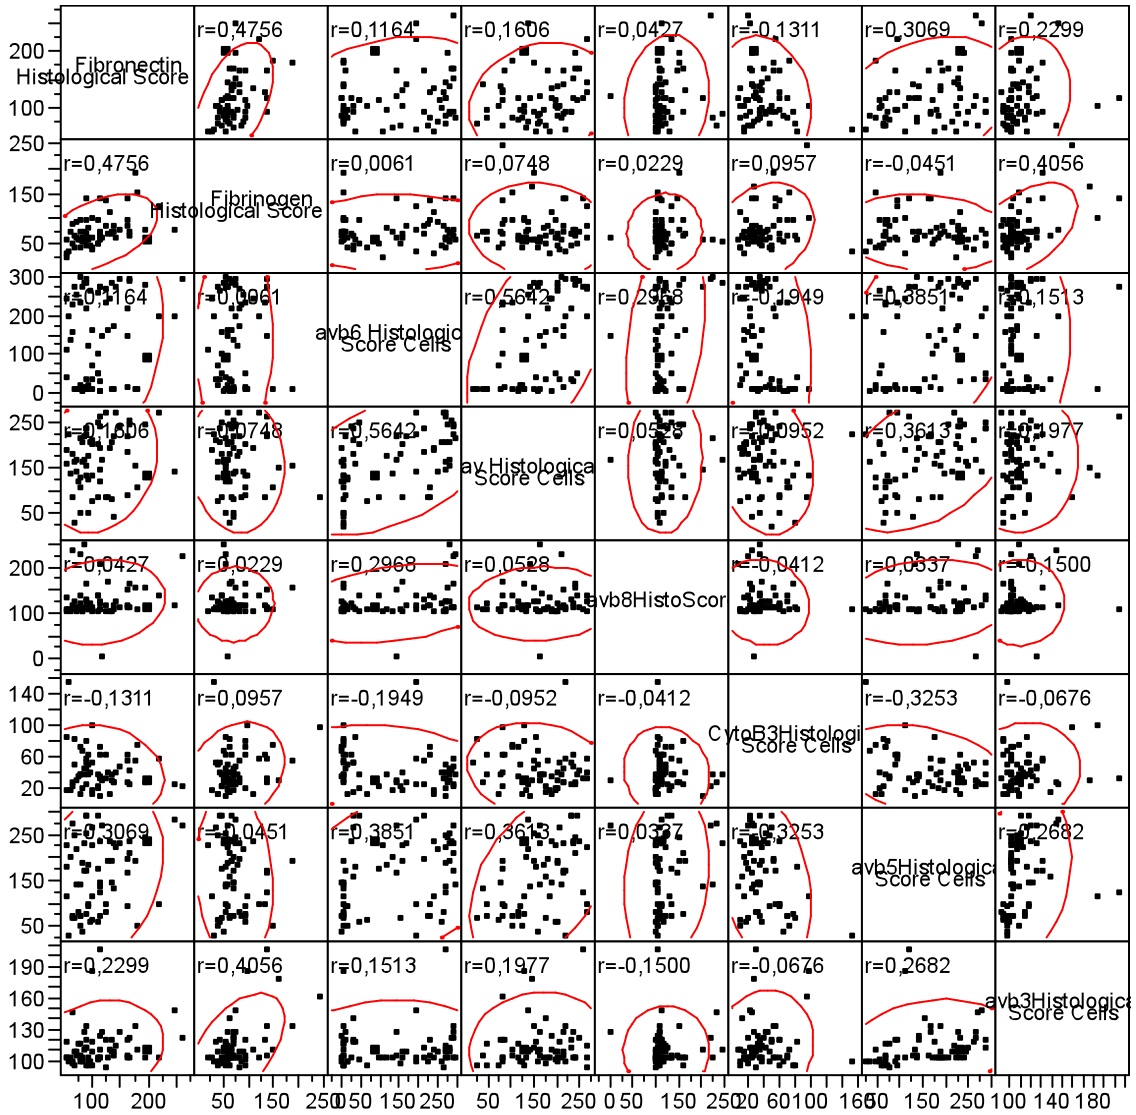 r=0,4756 r=0,1164 r=0,1606 r=0,0427 r=-0,1311 r=0,3069 r=0,2299
200
Fibronectin
Histological Score
100
250
r=0,4756 r=0,0061 r=0,0748 r=0,0229 r=0,0957 r=-0,0451 r=0,4056
150
Fibrinogen
Histological Score
50
300
r=0,1164 r=0,0061 r=0,5642 r=0,2968 r=-0,1949 r=0,3851 r=0,1513
200
avb6 Histologic
Score Cells
100
0
250
r=0,1606 r=0,0748 r=0,5642 r=0,0528 r=-0,0952 r=0,3613 r=0,1977
150
av Histologica
Score Cells
50
200
r=0,0427 r=0,0229 r=0,2968 r=0,0528 r=-0,0412 r=0,0337 r=-0,1500
100
avb8HistoScor
0
140
r=-0,1311 r=0,0957 r=-0,1949 r=-0,0952 r=-0,0412 r=-0,3253 r=-0,0676
100
CytoB3Histologi
Score Cells
60
20
250
r=0,3069 r=-0,0451 r=0,3851 r=0,3613 r=0,0337 r=-0,3253 r=0,2682
150
avb5Histologica
Score Cells
50
190
r=0,2299 r=0,4056 r=0,1513 r=0,1977 r=-0,1500 r=-0,0676 r=0,2682
160
avb3Histologica
Score Cells
130
100
100 200 50 150 250 50 150 250 50 150 250 0 50 150 20 60 100 50 150 250 100 140 180